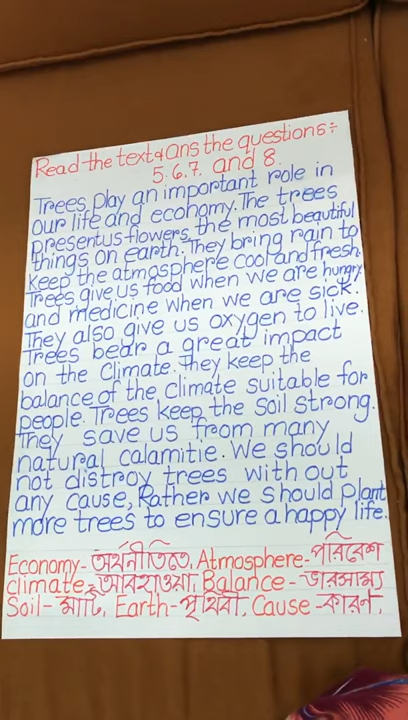 Read the text & ans the questions÷
5.6.7. and 8.
Trees play an important role in
our life and economy. The trees
present us flowers, the most beautiful
things on earth. They bring rain to
keep the atmosphere cool and fresh.
Trees give us food when we are hungry
and medicine when we are sick.
They also give us oxygen to live.
Trees bear a great impact
on the climate. They keep the
balance of the climate suitable for
people. Trees keep the soil strong.
They save us from many
natural calamitie. We should
not distroy trees with out
any cause, Rather we should plant
more trees to ensure a happy life.
Economy- অর্থনীতিতে, Atmosphere- পরিবেশ
climate- আবহাওয়া, Balance- ভারসাম্য
Soil- মাটি, Earth- পৃথিবী, Cause- কারণ,